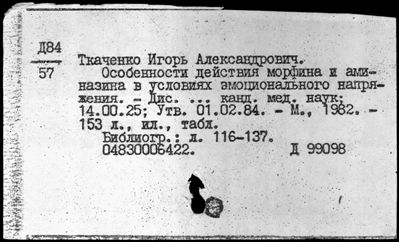 Д84
57
Ткаченко Игорь Александрович.
Особенности действия морфина и ами-
назина в условиях эмоционального напря-
жения. - Дис. ... канд. мед. наук:
14.00.25; Утв. 01.02.84. - М., 1982. -
153 л., ил., табл.
Библиогр.: л. 116-137.
04830006422. Д 99098